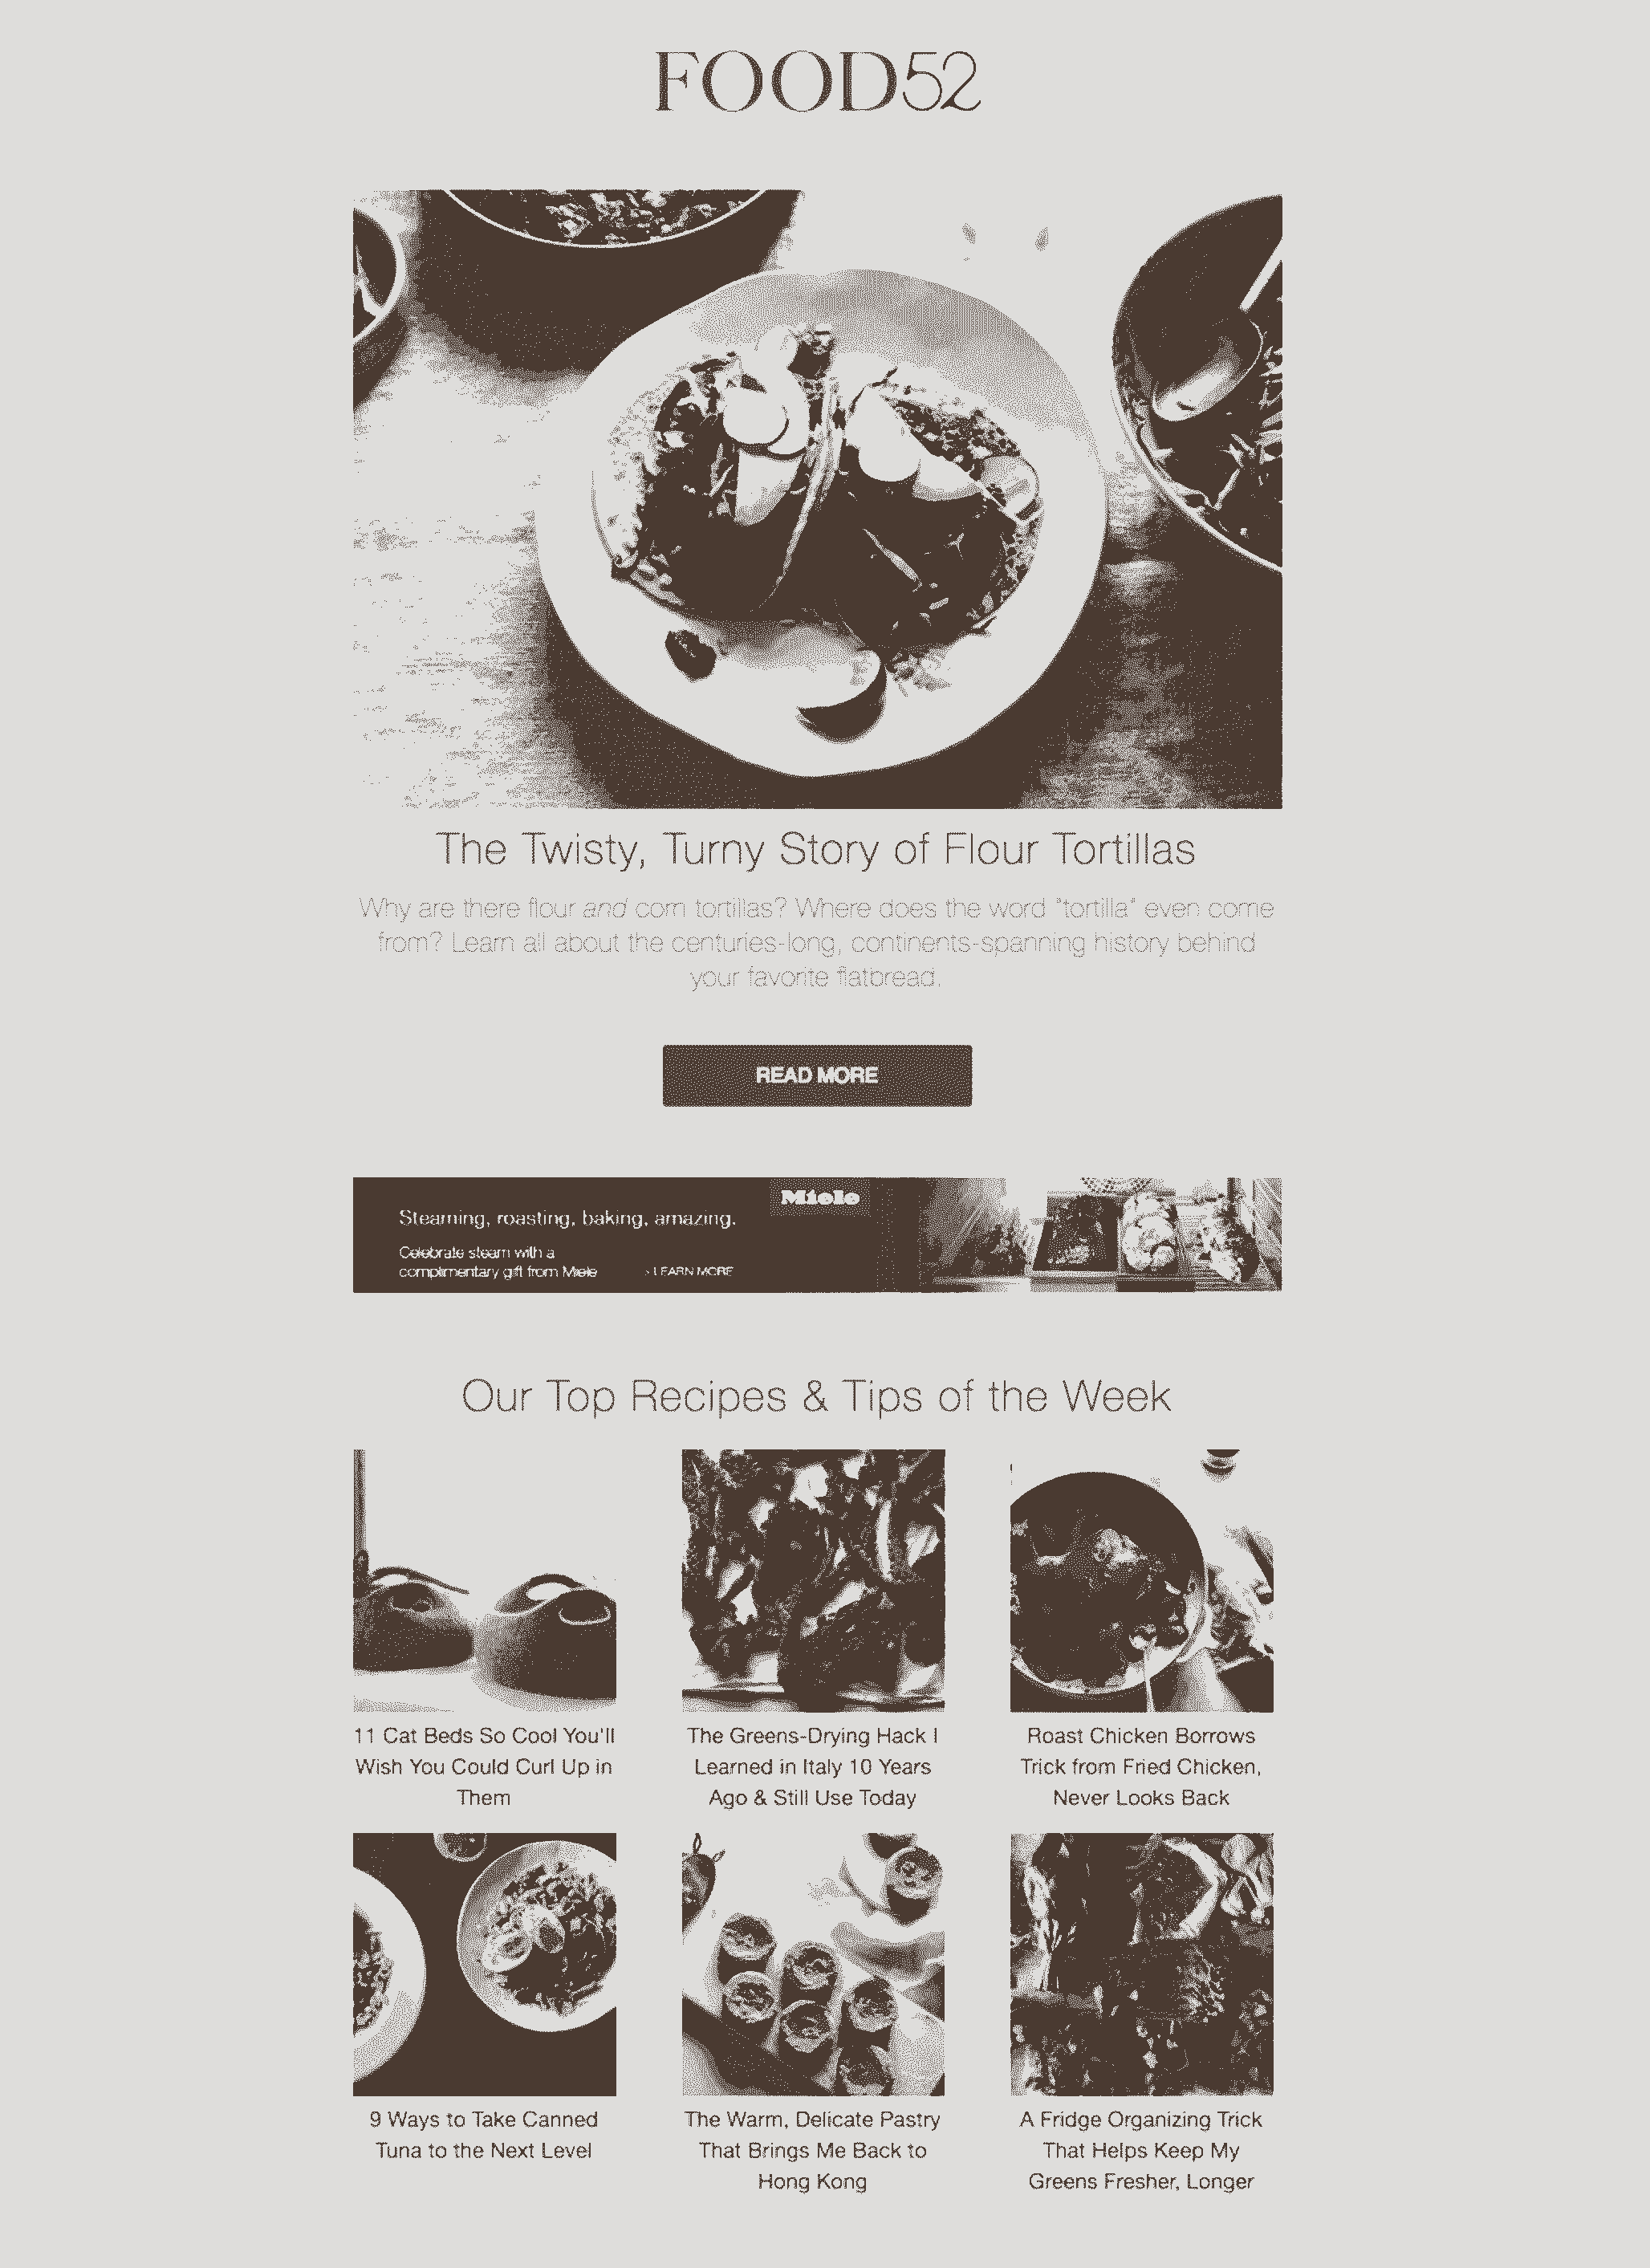 FOOD52
The Twisty, Turny Story of Flour Tortillas
Why are there flour and corn tortillas? Where does the word "tortilla" even come
from? Learn all about the centuries-long, continents-spanning history behind
your favorite flatbread.
READ MORE
Miele
Steaming, roasting, baking, amazing.
Celebrate steam with a
complimentary gift from Miele
› LEARN MORE
Our Top Recipes & Tips of the Week
11 Cat Beds So Cool You'll
Wish You Could Curl Up in
Them
The Greens-Drying Hack I
Learned in Italy 10 Years
Ago & Still Use Today
Roast Chicken Borrows
Trick from Fried Chicken,
Never Looks Back
9 Ways to Take Canned
Tuna to the Next Level
The Warm, Delicate Pastry
That Brings Me Back to
Hong Kong
A Fridge Organizing Trick
That Helps Keep My
Greens Fresher, Longer